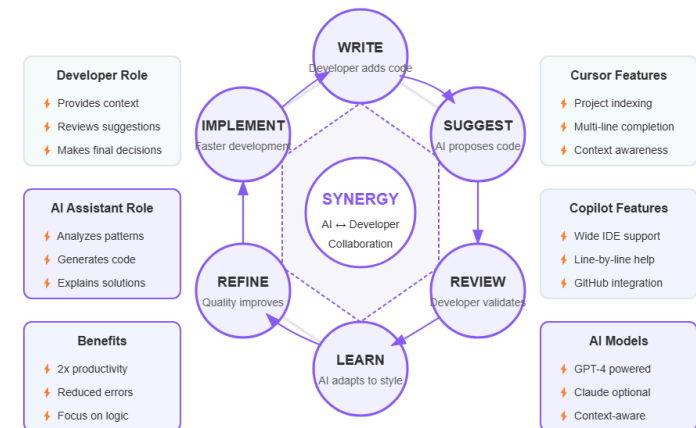 WRITE
Developer adds code
Developer Role
Provides context
Reviews suggestions
Makes final decisions
IMPLEMENT
Faster development
SUGGEST
AI proposes code
Cursor Features
Project indexing
Multi-line completion
Context awareness
AI Assistant Role
Analyzes patterns
Generates code
Explains solutions
SYNERGY
AI ↔ Developer
Collaboration
Copilot Features
Wide IDE support
Line-by-line help
GitHub integration
REFINE
Quality improves
REVIEW
Developer validates
Benefits
2x productivity
Reduced errors
Focus on logic
LEARN
AI adapts to style
AI Models
GPT-4 powered
Claude optional
Context-aware